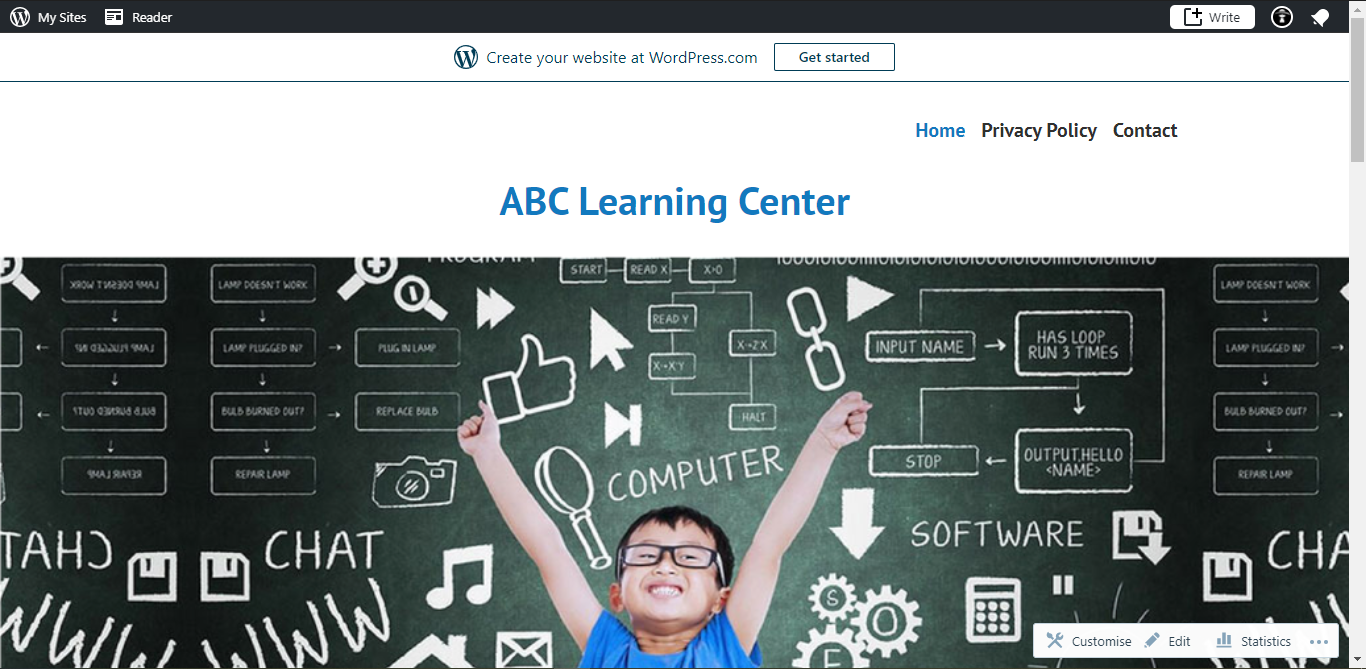 My Sites Reader Write
Create your website at WordPress.com Get started
Home Privacy Policy Contact
ABC Learning Center
START READ X X>0
LAMP DOESN'T WORK LAMP DOESN'T WORK LAMP DOESN'T WORK
READ Y
INPUT NAME
HAS LOOP
RUN 3 TIMES
LAMP PLUGGED IN? LAMP PLUGGED IN? PLUG IN LAMP LAMP PLUGGED IN?
BULB BURNED OUT? BULB BURNED OUT? REPLACE BULB BULB BURNED OUT?
HALT
COMPUTER
STOP
OUTPUT,HELLO
<NAME>
REPAIR LAMP REPAIR LAMP REPAIR LAMP
SOFTWARE
CHAT CHAT
S
E
Customise Edit Statistics